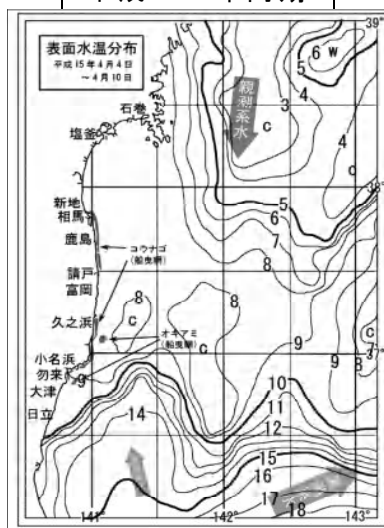 表面水温分布
平成15年4月4日
～4月10日
39°
6 W
5
4
石巻
塩釜
親潮系水
3
4
C
4
C
38°
新地
相馬
5
6
7
鹿島
コウナゴ
(船曳網)
8
請戸
富岡
8
8
久之浜
C
オキアミ
(船曳網)
C
9
C
9
8
37°
小名浜
勿来
9
大津
10
11
日立
12
14
15
16
17
18
141°
142°
143°